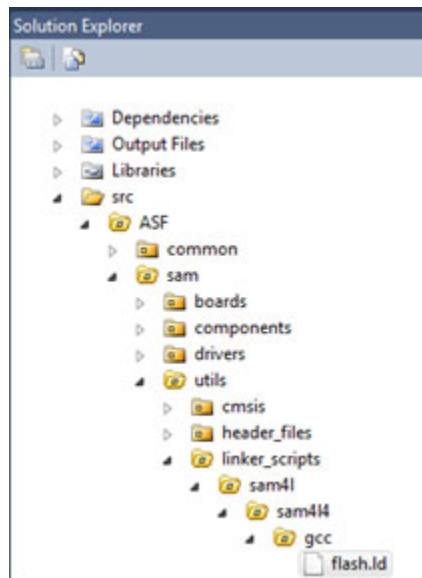 Solution Explorer
Dependencies
Output Files
Libraries
src
ASF
common
sam
boards
components
drivers
utils
cmsis
header_files
linker_scripts
sam4l
sam4l4
gcc
flash.ld